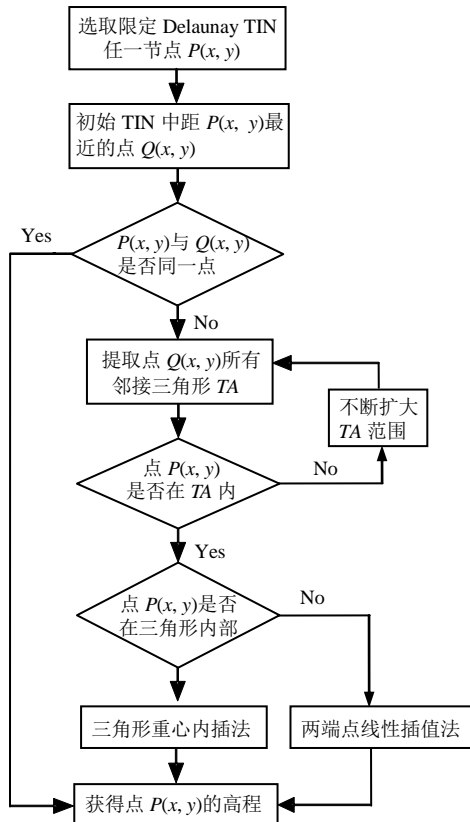 选取限定 Delaunay TIN
任一节点 P(x, y)
初始 TIN 中距 P(x, y)最
近的点 Q(x, y)
Yes
P(x, y)与 Q(x, y)
是否同一点
No
提取点 Q(x, y)所有
邻接三角形 TA
不断扩大
TA 范围
点 P(x, y)
是否在 TA 内
No
Yes
点 P(x, y)是否
在三角形内部
No
三角形重心内插法
两端点线性插值法
获得点 P(x, y)的高程